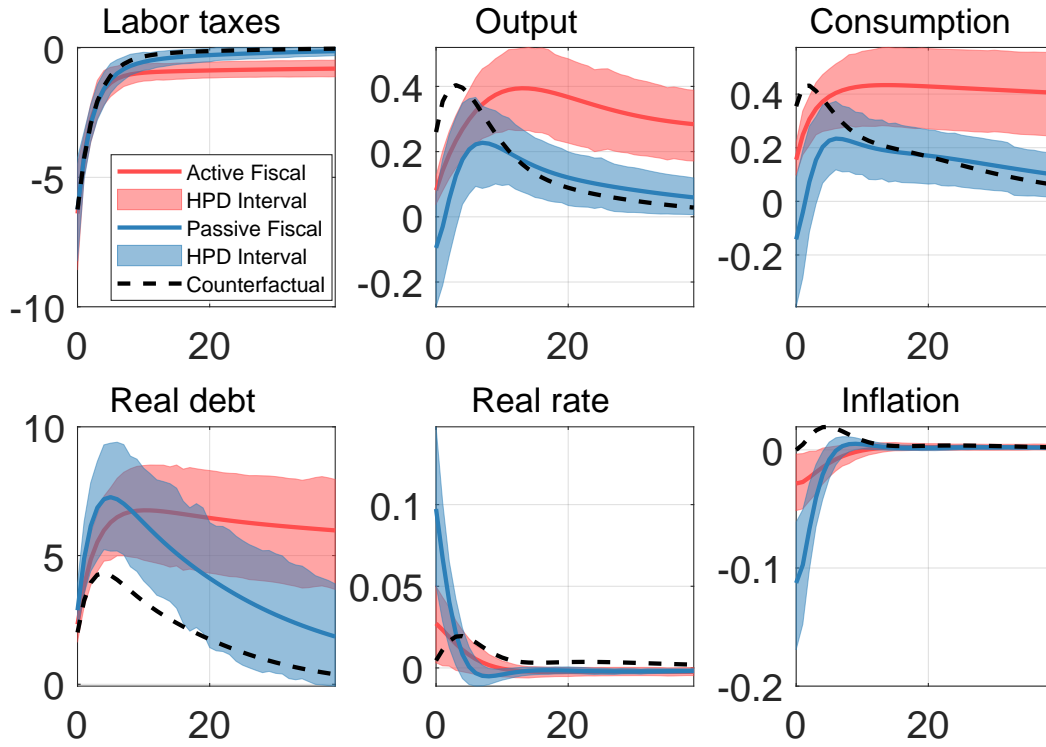 Labor taxes
Output
Consumption
0
-5
-10
0
20
Active Fiscal
HPD Interval
Passive Fiscal
HPD Interval
Counterfactual
0.4
0.2
0
-0.2
0
20
0.4
0.2
0
-0.2
0
20
Real debt
Real rate
Inflation
10
5
0
0
20
0.1
0.05
0
0
20
0
-0.1
-0.2
0
20